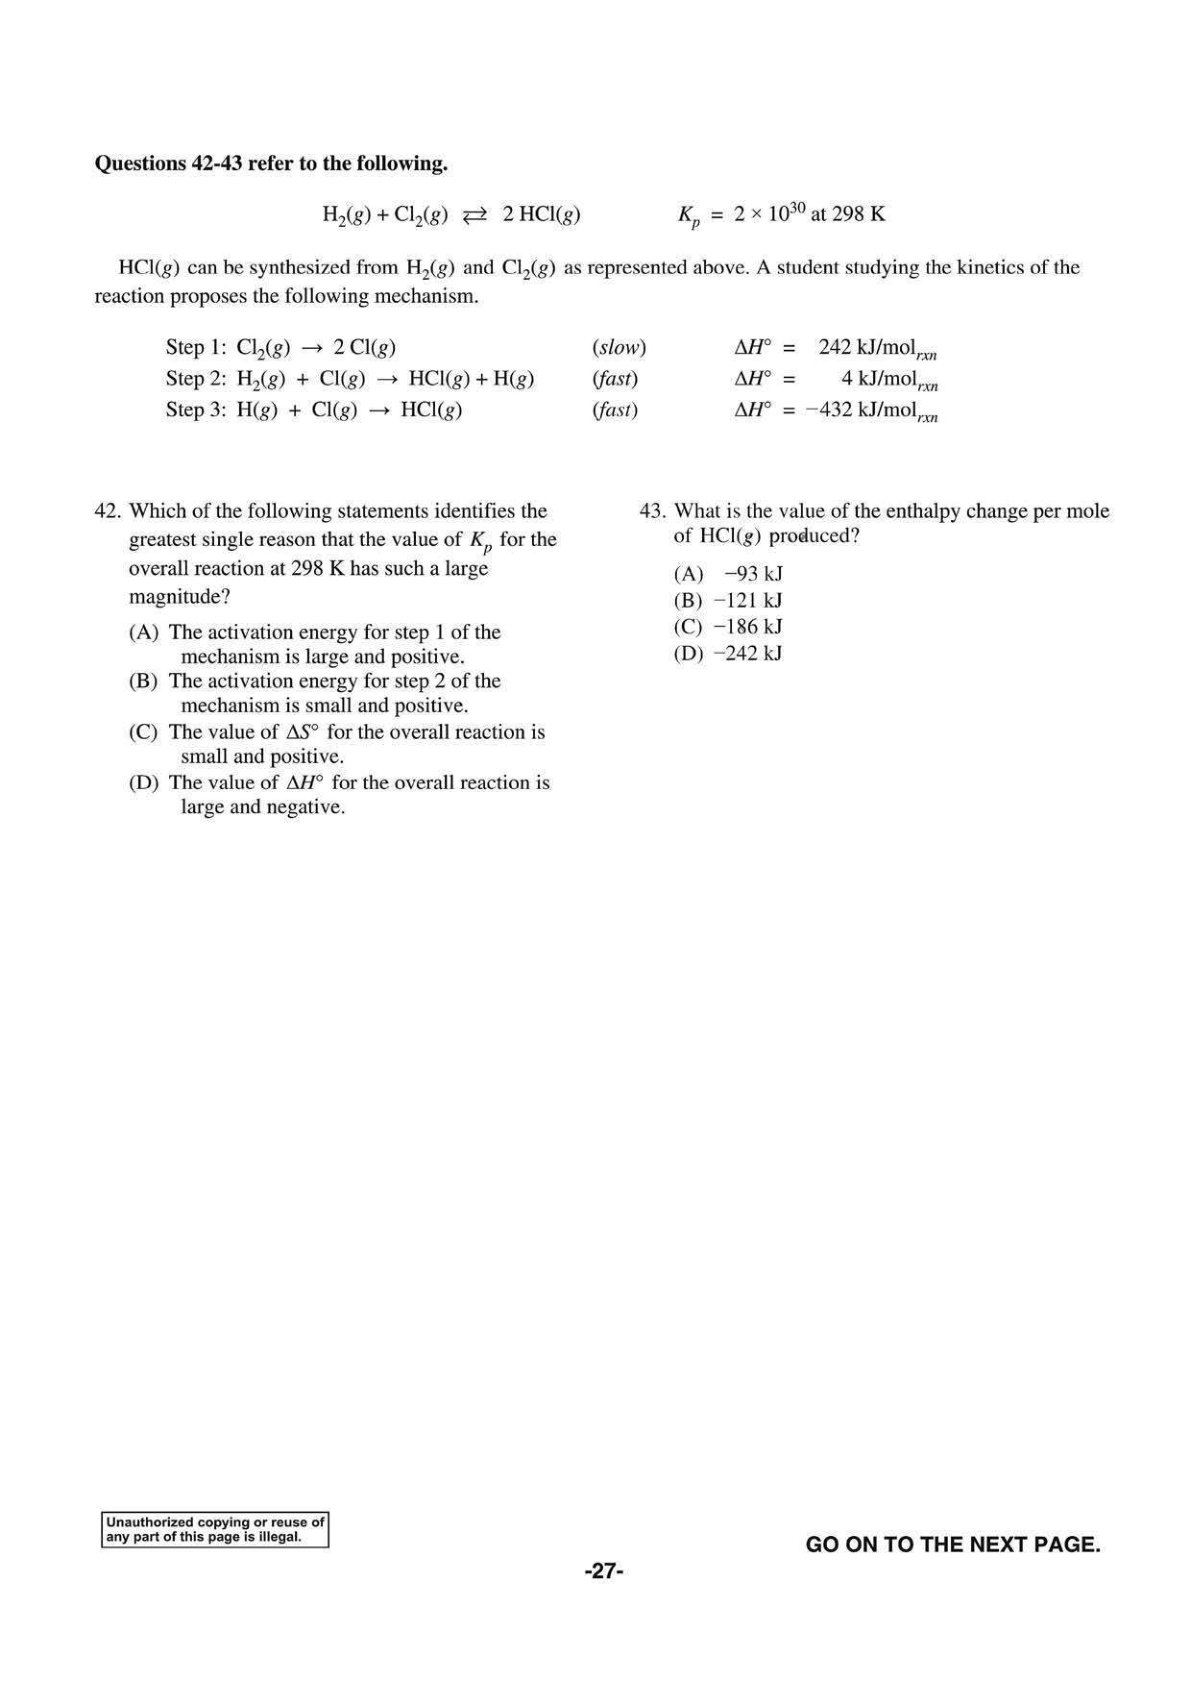 Questions 42-43 refer to the following.
H₂(g) + Cl₂(g) ⇄ 2 HCl(g) Kₚ = 2 × 10³⁰ at 298 K
HCl(g) can be synthesized from H₂(g) and Cl₂(g) as represented above. A student studying the kinetics of the
reaction proposes the following mechanism.
Step 1: Cl₂(g) → 2 Cl(g) (slow) ΔH° = 242 kJ/molᵣₓₙ
Step 2: H₂(g) + Cl(g) → HCl(g) + H(g) (fast) ΔH° = 4 kJ/molᵣₓₙ
Step 3: H(g) + Cl(g) → HCl(g) (fast) ΔH° = −432 kJ/molᵣₓₙ
42. Which of the following statements identifies the
greatest single reason that the value of Kₚ for the
overall reaction at 298 K has such a large
magnitude?
(A) The activation energy for step 1 of the
mechanism is large and positive.
(B) The activation energy for step 2 of the
mechanism is small and positive.
(C) The value of ΔS° for the overall reaction is
small and positive.
(D) The value of ΔH° for the overall reaction is
large and negative.
43. What is the value of the enthalpy change per mole
of HCl(g) produced?
(A) −93 kJ
(B) −121 kJ
(C) −186 kJ
(D) −242 kJ
Unauthorized copying or reuse of
any part of this page is illegal.
GO ON TO THE NEXT PAGE.
-27-